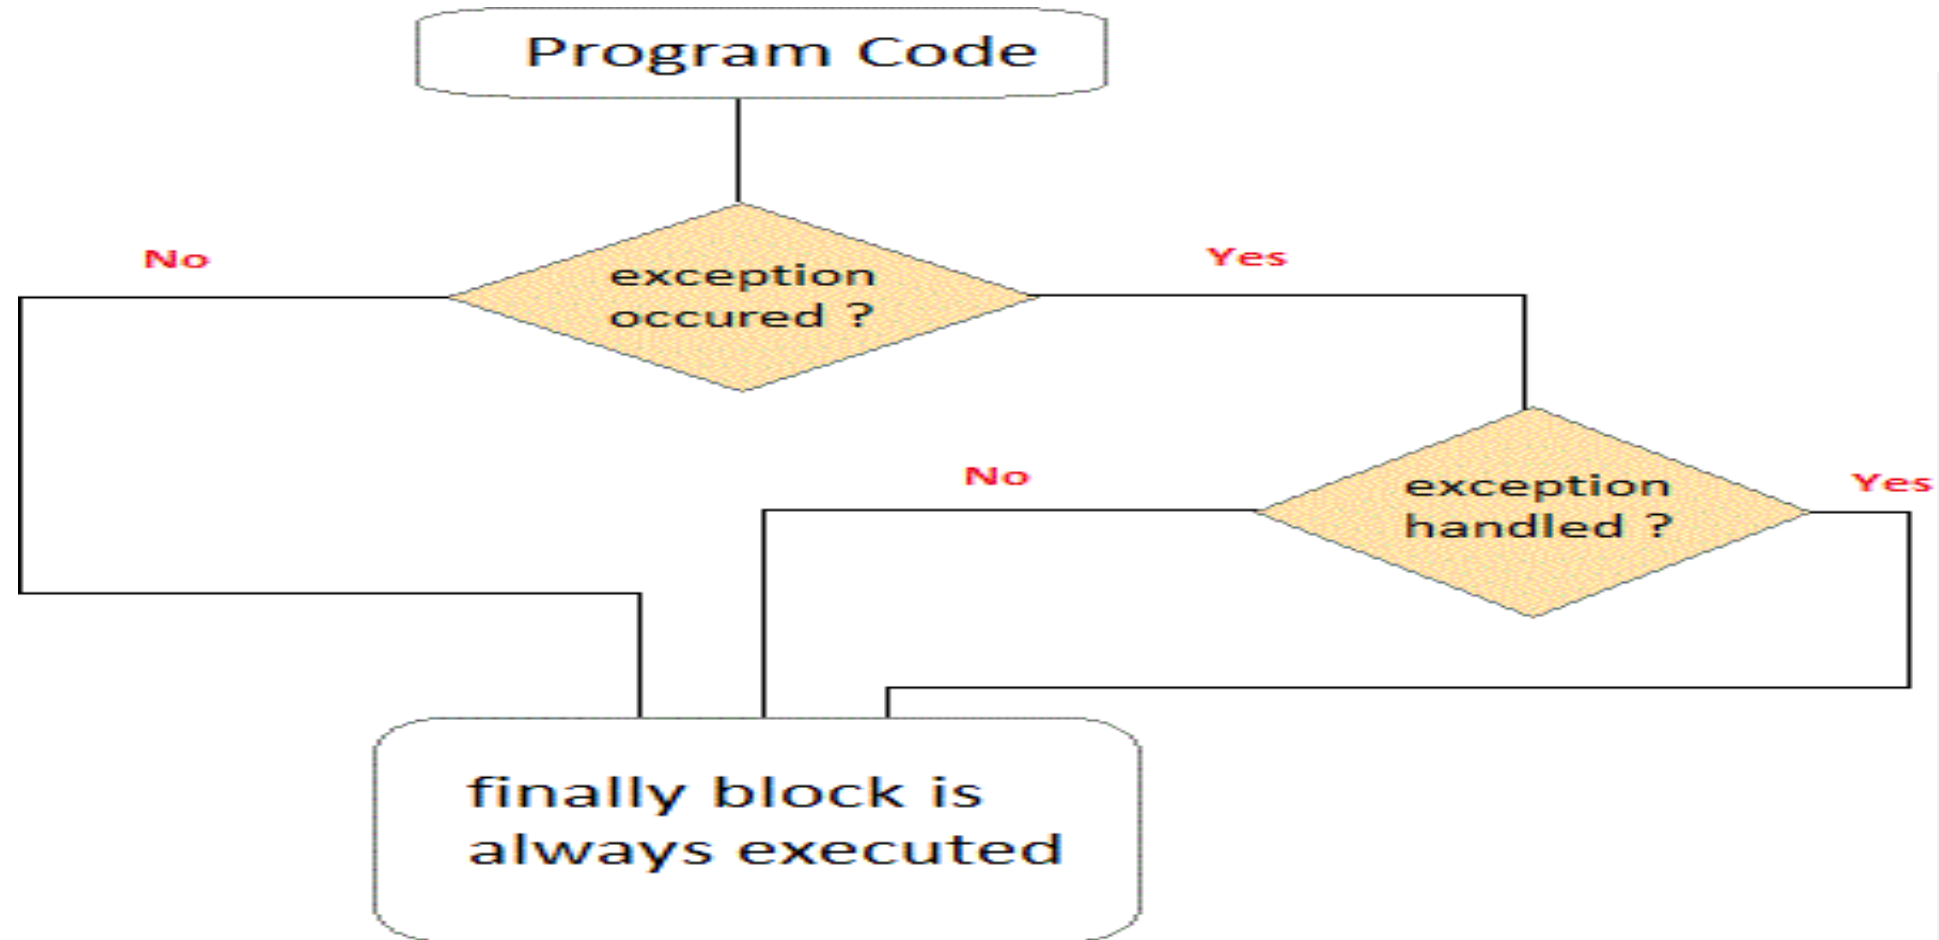 Program Code
No
Yes
exception
occured ?
No
Yes
exception
handled ?
finally block is
always executed